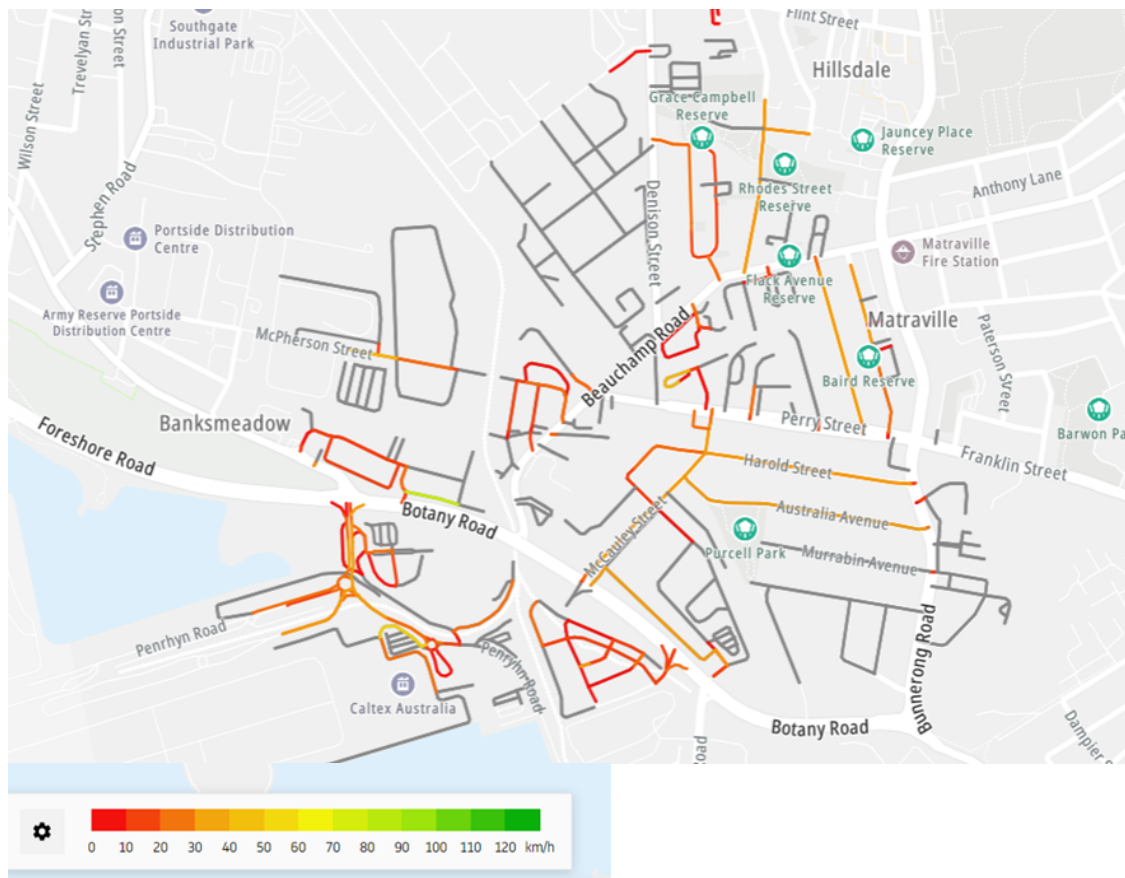 Flint Street
Southgate
Industrial Park
Trevelyan Str
on Street
Wilson Street
Hillsdale
Grace Campbell
Reserve
Jauncey Place
Reserve
Rhodes Street
Reserve
Anthony Lane
Stephen Road
Denison Street
Portside Distribution
Centre
Matraville
Fire Station
Flack Avenue
Reserve
Army Reserve Portside
Distribution Centre
McPherson Street
Beauchamp Road
Matraville
Paterson Street
Baird Reserve
Banksmeadow
Perry Street
Barwon Pa
Foreshore Road
Franklin Street
Harold Street
Botany Road
Australia Avenue
McCauley Street
Purcell Park
Murrabin Avenue
Penrhyn Road
Penryhn Road
Bunnerong Road
Caltex Australia
Botany Road
Road
Dampier S
0 10 20 30 40 50 60 70 80 90 100 110 120 km/h